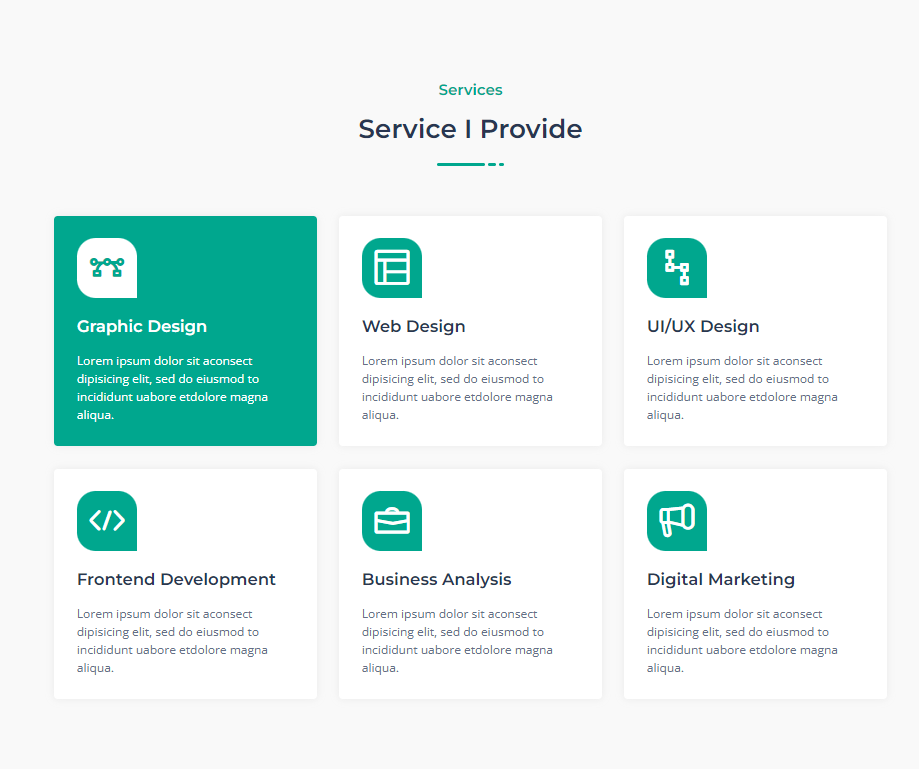 Services
Service I Provide
Graphic Design
Lorem ipsum dolor sit aconsect
dipisicing elit, sed do eiusmod to
incididunt uabore etdolore magna
aliqua.
Web Design
Lorem ipsum dolor sit aconsect
dipisicing elit, sed do eiusmod to
incididunt uabore etdolore magna
aliqua.
UI/UX Design
Lorem ipsum dolor sit aconsect
dipisicing elit, sed do eiusmod to
incididunt uabore etdolore magna
aliqua.
Frontend Development
Lorem ipsum dolor sit aconsect
dipisicing elit, sed do eiusmod to
incididunt uabore etdolore magna
aliqua.
Business Analysis
Lorem ipsum dolor sit aconsect
dipisicing elit, sed do eiusmod to
incididunt uabore etdolore magna
aliqua.
Digital Marketing
Lorem ipsum dolor sit aconsect
dipisicing elit, sed do eiusmod to
incididunt uabore etdolore magna
aliqua.